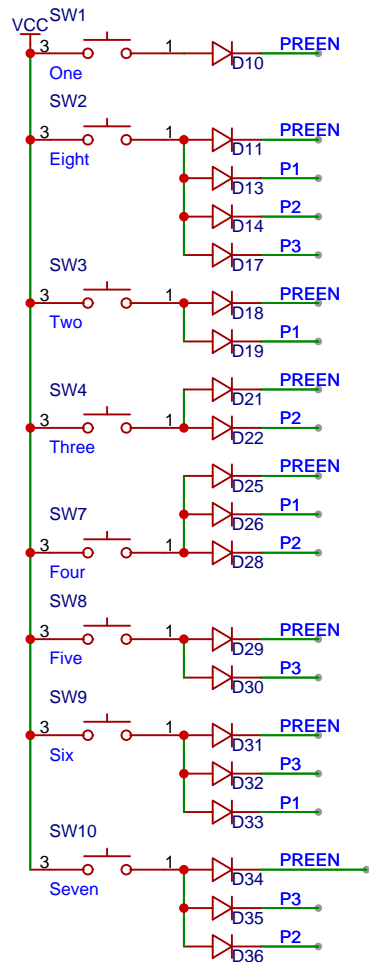 SW1
VCC
3 1 PREEN
D10
One
SW2
3 1 PREEN
D11
Eight
P1
D13
P2
D14
P3
D17
SW3
3 1 PREEN
D18
Two
P1
D19
PREEN
D21
SW4
3 1 P2
D22
Three
PREEN
D25
P1
D26
SW7
3 1 P2
D28
Four
SW8
3 1 PREEN
D29
Five
P3
D30
SW9
3 1 PREEN
D31
Six
P3
D32
P1
D33
SW10
3 1 PREEN
D34
Seven
P3
D35
P2
D36